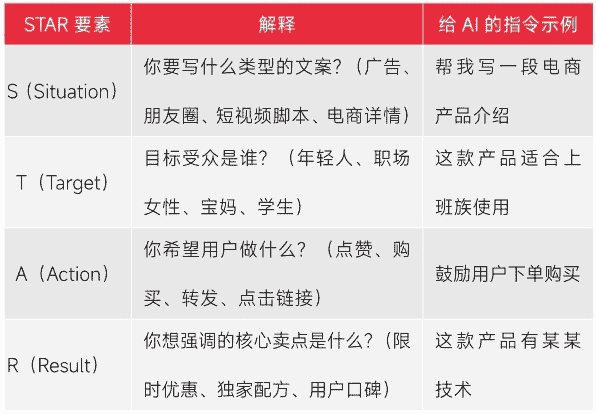 STAR 要素 解释 给 AI 的指令示例
S（Situation） 你要写什么类型的文案？（广告、 帮我写一段电商
朋友圈、短视频脚本、电商详情） 产品介绍
T（Target） 目标受众是谁？（年轻人、职场 这款产品适合上
女性、宝妈、学生） 班族使用
A（Action） 你希望用户做什么？（点赞、购 鼓励用户下单购买
买、转发、点击链接）
R（Result） 你想强调的核心卖点是什么？（限 这款产品有某某
时优惠、独家配方、用户口碑） 技术